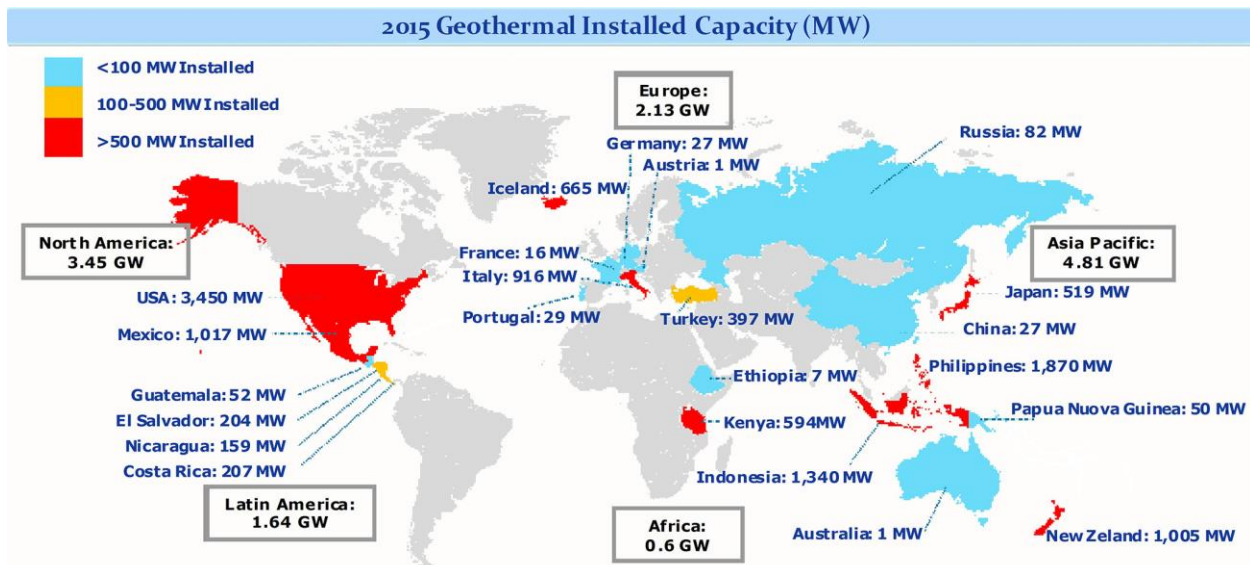 2015 Geothermal Installed Capacity (MW)
<100 MW Installed
100-500 MW Installed
>500 MW Installed
Europe:
2.13 GW
Germany: 27 MW
Austria: 1 MW
Russia: 82 MW
Iceland: 665 MW
North America:
3.45 GW
France: 16 MW
Italy: 916 MW
Portugal: 29 MW
Turkey: 397 MW
Asia Pacific:
4.81 GW
USA: 3,450 MW
Mexico: 1,017 MW
Japan: 519 MW
China: 27 MW
Philippines: 1,870 MW
Guatemala: 52 MW
El Salvador: 204 MW
Nicaragua: 159 MW
Costa Rica: 207 MW
Ethiopia: 7 MW
Kenya: 594MW
Papua Nuova Guinea: 50 MW
Indonesia: 1,340 MW
Latin America:
1.64 GW
Africa:
0.6 GW
Australia: 1 MW
New Zeland: 1,005 MW